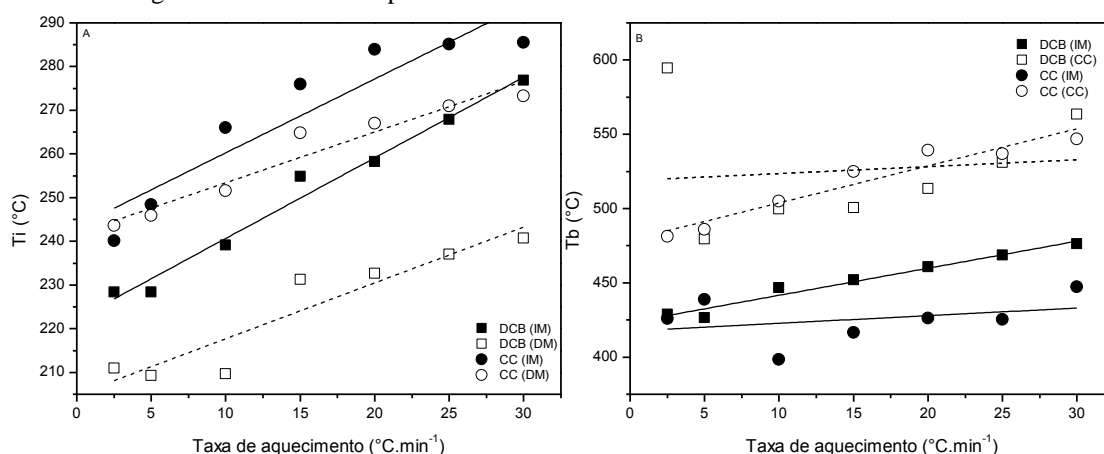 A
290
280
270
260
250
240
230
220
210
Ti (°C)
DCB (IM)
DCB (DM)
CC (IM)
CC (DM)
0 5 10 15 20 25 30
Taxa de aquecimento (°C.min-1)
B
600
550
500
450
400
Tb (°C)
DCB (IM)
DCB (CC)
CC (IM)
CC (CC)
0 5 10 15 20 25 30
Taxa de aquecimento (°C.min-1)